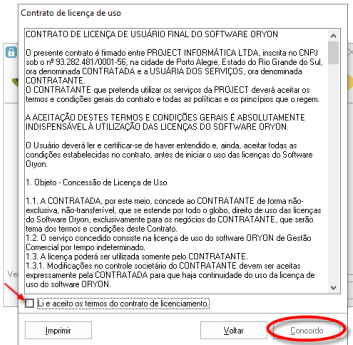 Contrato de licença de uso
CONTRATO DE LICENÇA DE USUÁRIO FINAL DO SOFTWARE ORYON
O presente contrato é firmado entre PROJECT INFORMÁTICA LTDA, inscrita no CNPJ
sob o nº 93.282.481/0001-56, na cidade de Porto Alegre, Estado do Rio Grande do Sul,
ora denominada CONTRATADA e a USUÁRIA DOS SERVIÇOS, ora denominada
CONTRATANTE.
O CONTRATANTE que pretenda utilizar os serviços da PROJECT deverá aceitar os
termos e condições gerais do contrato e todas as políticas e os princípios que o regem.
A ACEITAÇÃO DESTES TERMOS E CONDIÇÕES GERAIS É ABSOLUTAMENTE
INDISPENSÁVEL À UTILIZAÇÃO DAS LICENÇAS DO SOFTWARE ORYON.
O Usuário deverá ler e certificar-se de haver entendido e, ainda, aceitar todas as
condições estabelecidas no contrato, antes de iniciar o uso das licenças do Software
Oryon.
1. Objeto - Concessão de Licença de Uso
1.1. A CONTRATADA, por este meio, concede ao CONTRATANTE de forma não-
exclusiva, não-transferível, que se estende por todo o globo, direito de uso das licenças
do Software Oryon, exclusivamente para os negócios do CONTRATANTE, que serão
tema dos termos e condições deste Contrato.
1.2. O serviço concedido consiste na licença de uso do software ORYON de Gestão
Comercial por tempo indeterminado.
1.3. A licença poderá ser utilizada somente pelo CONTRATANTE.
1.3.1. Modificações no controle societário do CONTRATANTE devem ser aceitas
expressamente pela CONTRATADA para que haja continuidade do uso da licença de
uso do software ORYON.
Ve
Li e aceito os termos do contrato de licenciamento.
Imprimir
Voltar
Concordo